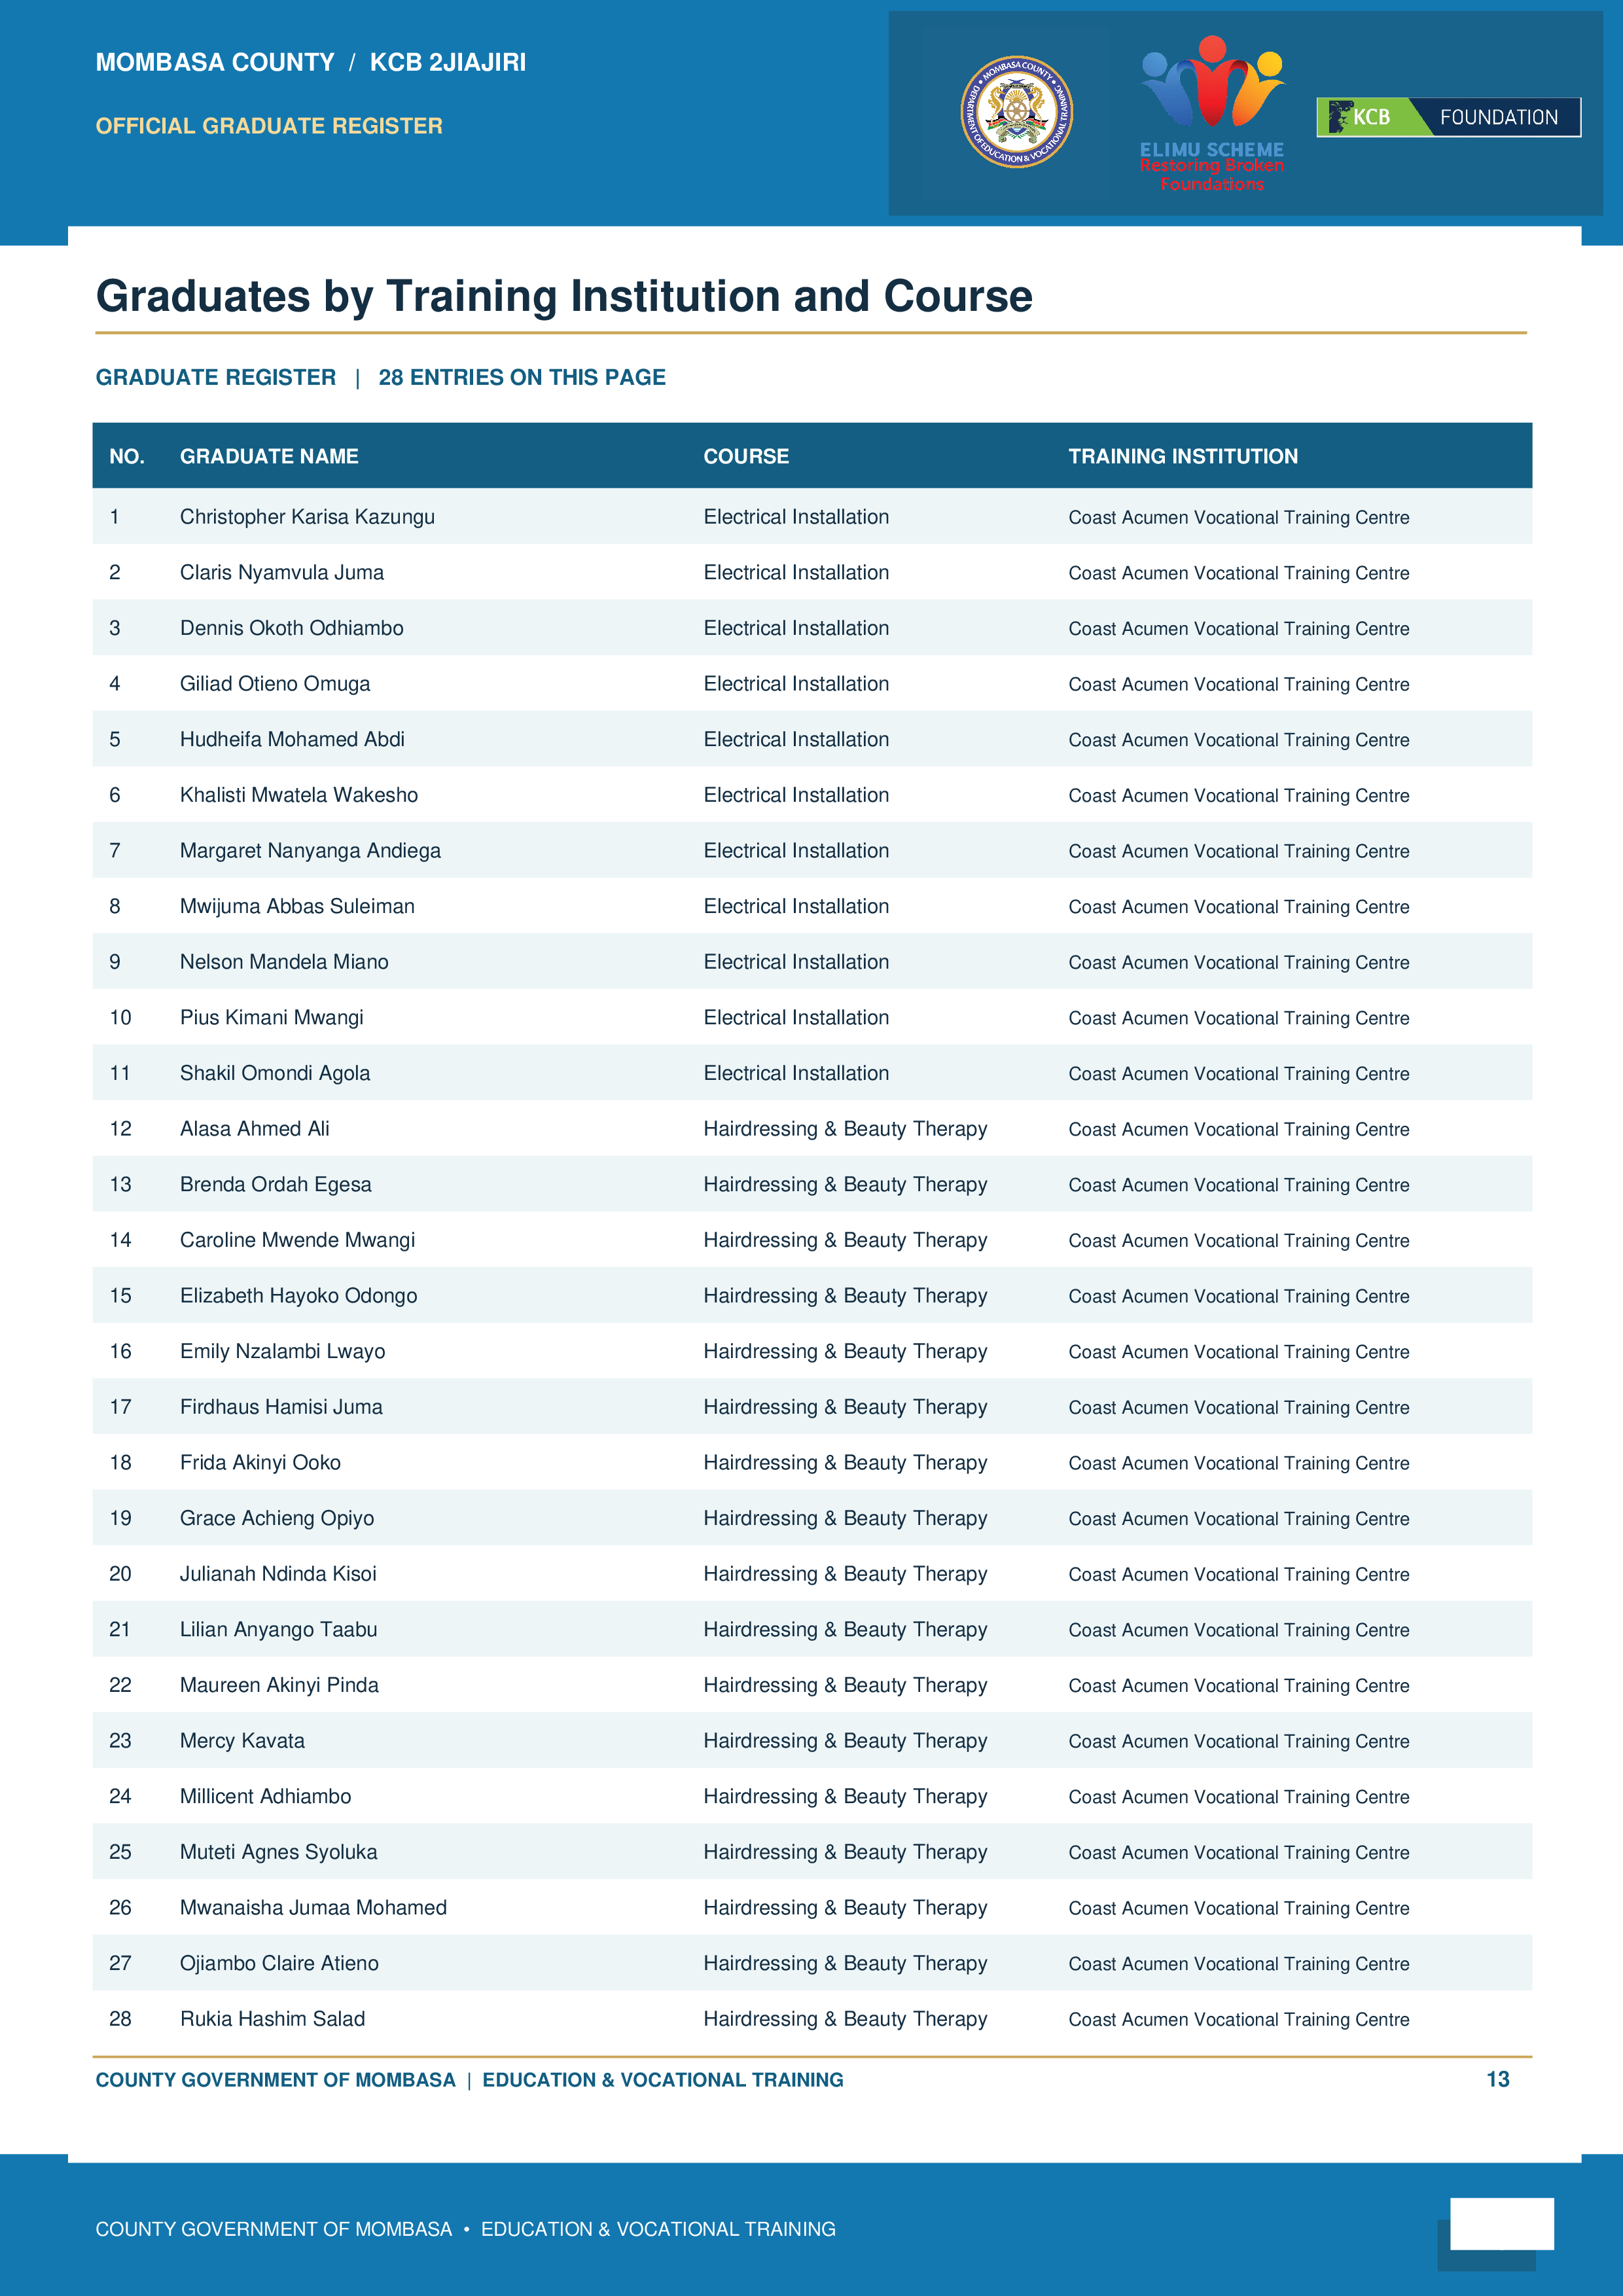 MOMBASA COUNTY / KCB 2JIAJIRI
OFFICIAL GRADUATE REGISTER
MOMBASA COUNTY
DEPARTMENT OF EDUCATION & VOCATIONAL TRAINING
ELIMU SCHEME
Restoring Broken
Foundations
KCB FOUNDATION
Graduates by Training Institution and Course
GRADUATE REGISTER | 28 ENTRIES ON THIS PAGE
NO. GRADUATE NAME COURSE TRAINING INSTITUTION
1 Christopher Karisa Kazungu Electrical Installation Coast Acumen Vocational Training Centre
2 Claris Nyamvula Juma Electrical Installation Coast Acumen Vocational Training Centre
3 Dennis Okoth Odhiambo Electrical Installation Coast Acumen Vocational Training Centre
4 Giliad Otieno Omuga Electrical Installation Coast Acumen Vocational Training Centre
5 Hudheifa Mohamed Abdi Electrical Installation Coast Acumen Vocational Training Centre
6 Khalisti Mwatela Wakesho Electrical Installation Coast Acumen Vocational Training Centre
7 Margaret Nanyanga Andiega Electrical Installation Coast Acumen Vocational Training Centre
8 Mwijuma Abbas Suleiman Electrical Installation Coast Acumen Vocational Training Centre
9 Nelson Mandela Miano Electrical Installation Coast Acumen Vocational Training Centre
10 Pius Kimani Mwangi Electrical Installation Coast Acumen Vocational Training Centre
11 Shakil Omondi Agola Electrical Installation Coast Acumen Vocational Training Centre
12 Alasa Ahmed Ali Hairdressing & Beauty Therapy Coast Acumen Vocational Training Centre
13 Brenda Ordah Egesa Hairdressing & Beauty Therapy Coast Acumen Vocational Training Centre
14 Caroline Mwende Mwangi Hairdressing & Beauty Therapy Coast Acumen Vocational Training Centre
15 Elizabeth Hayoko Odongo Hairdressing & Beauty Therapy Coast Acumen Vocational Training Centre
16 Emily Nzalambi Lwayo Hairdressing & Beauty Therapy Coast Acumen Vocational Training Centre
17 Firdhaus Hamisi Juma Hairdressing & Beauty Therapy Coast Acumen Vocational Training Centre
18 Frida Akinyi Ooko Hairdressing & Beauty Therapy Coast Acumen Vocational Training Centre
19 Grace Achieng Opiyo Hairdressing & Beauty Therapy Coast Acumen Vocational Training Centre
20 Julianah Ndinda Kisoi Hairdressing & Beauty Therapy Coast Acumen Vocational Training Centre
21 Lilian Anyango Taabu Hairdressing & Beauty Therapy Coast Acumen Vocational Training Centre
22 Maureen Akinyi Pinda Hairdressing & Beauty Therapy Coast Acumen Vocational Training Centre
23 Mercy Kavata Hairdressing & Beauty Therapy Coast Acumen Vocational Training Centre
24 Millicent Adhiambo Hairdressing & Beauty Therapy Coast Acumen Vocational Training Centre
25 Muteti Agnes Syoluka Hairdressing & Beauty Therapy Coast Acumen Vocational Training Centre
26 Mwanaisha Jumaa Mohamed Hairdressing & Beauty Therapy Coast Acumen Vocational Training Centre
27 Ojiambo Claire Atieno Hairdressing & Beauty Therapy Coast Acumen Vocational Training Centre
28 Rukia Hashim Salad Hairdressing & Beauty Therapy Coast Acumen Vocational Training Centre
COUNTY GOVERNMENT OF MOMBASA | EDUCATION & VOCATIONAL TRAINING 13
COUNTY GOVERNMENT OF MOMBASA • EDUCATION & VOCATIONAL TRAINING